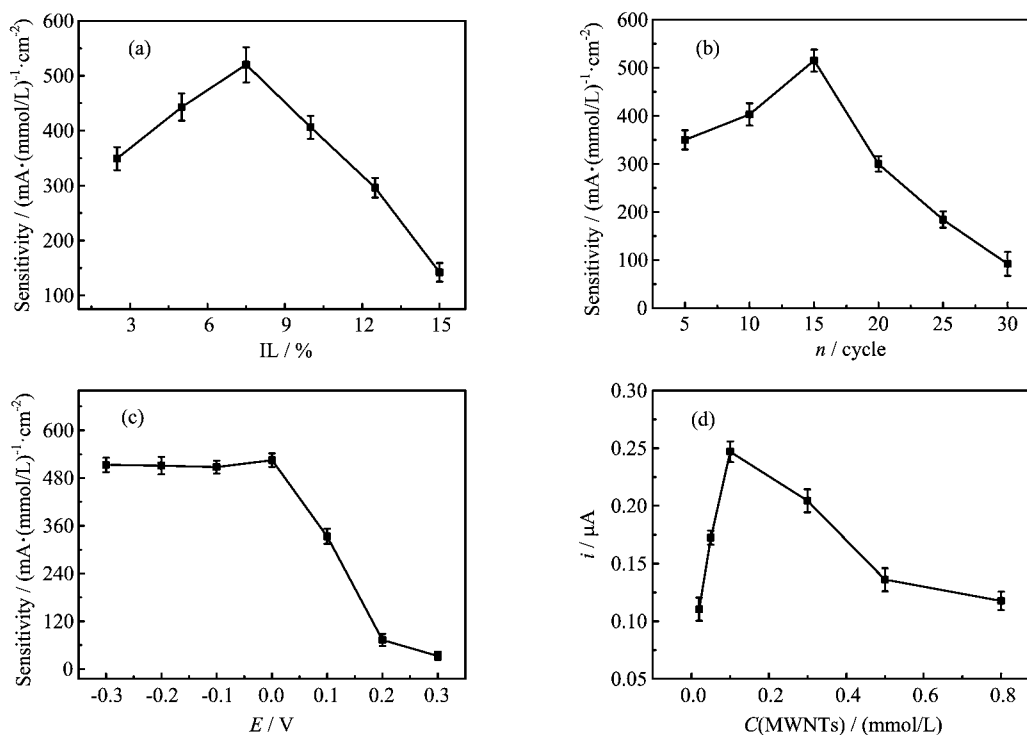 (a)
Sensitivity / (mA·(mmol/L)⁻¹·cm⁻²)
600
500
400
300
200
100
3 6 9 12 15
IL / %
(b)
Sensitivity / (mA·(mmol/L)⁻¹·cm⁻²)
600
500
400
300
200
100
0
5 10 15 20 25 30
n / cycle
(c)
Sensitivity / (mA·(mmol/L)⁻¹·cm⁻²)
600
480
360
240
120
0
-0.3 -0.2 -0.1 0.0 0.1 0.2 0.3
E / V
(d)
i / μA
0.30
0.25
0.20
0.15
0.10
0.05
0.0 0.2 0.4 0.6 0.8
C(MWNTs) / (mmol/L)